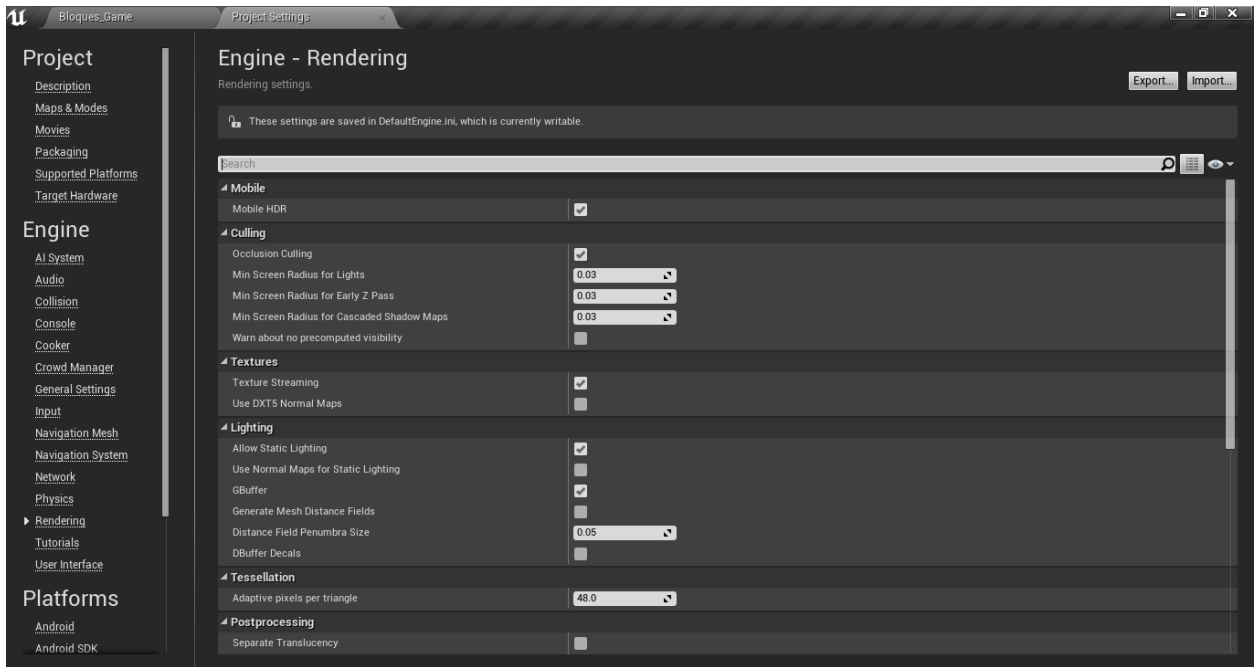 Bloques_Game
Project Settings
Project
Description
Maps & Modes
Movies
Packaging
Supported Platforms
Target Hardware
Engine
AI System
Audio
Collision
Console
Cooker
Crowd Manager
General Settings
Input
Navigation Mesh
Navigation System
Network
Physics
Rendering
Tutorials
User Interface
Platforms
Android
Android SDK
Engine - Rendering
Rendering settings.
Export...
Import...
These settings are saved in DefaultEngine.ini, which is currently writable.
Search
Mobile
Mobile HDR
Culling
Occlusion Culling
Min Screen Radius for Lights 0.03
Min Screen Radius for Early Z Pass 0.03
Min Screen Radius for Cascaded Shadow Maps 0.03
Warn about no precomputed visibility
Textures
Texture Streaming
Use DXT5 Normal Maps
Lighting
Allow Static Lighting
Use Normal Maps for Static Lighting
GBuffer
Generate Mesh Distance Fields
Distance Field Penumbra Size 0.05
DBuffer Decals
Tessellation
Adaptive pixels per triangle 48.0
Postprocessing
Separate Translucency